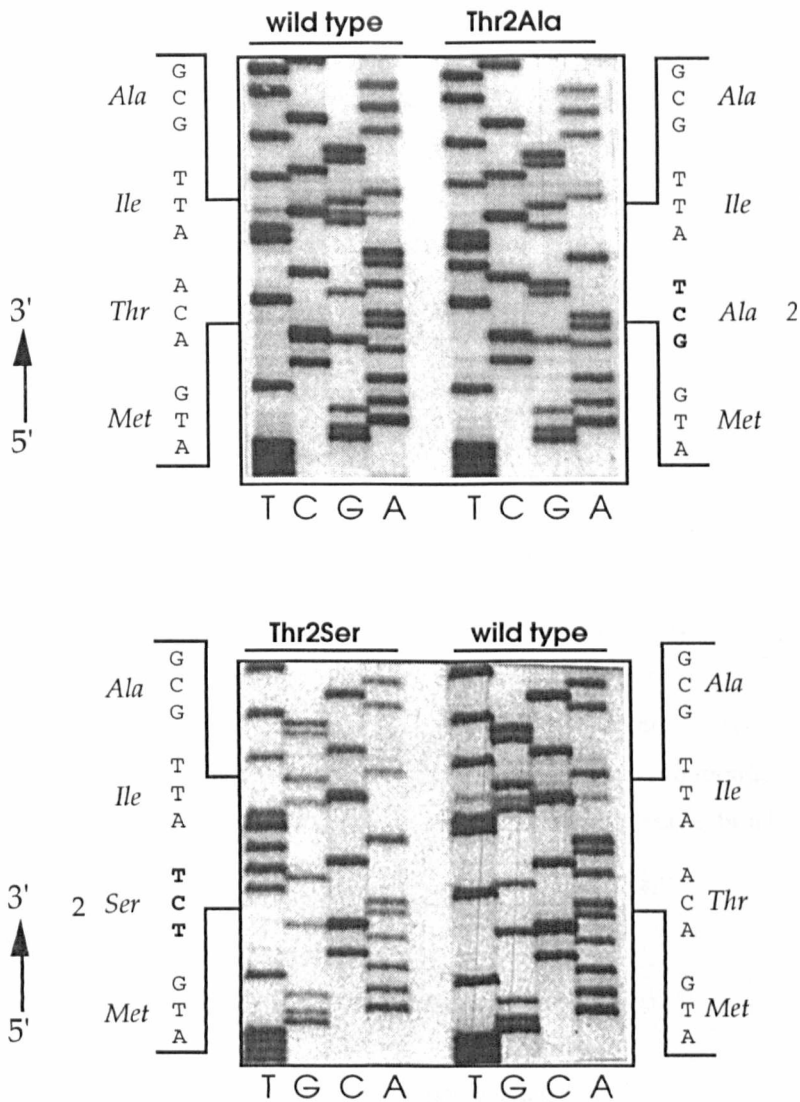 wild type Thr2Ala
G G
Ala C C Ala
G G
T T
Ile T T Ile
A A
A T
3' Thr C C Ala 2
A G
G G
5' Met T T Met
A A
T C G A T C G A
Thr2Ser wild type
G G
Ala C C Ala
G G
T T
Ile T T Ile
A A
T A
3' 2 Ser C C Thr
T A
G G
5' Met T T Met
A A
T G C A T G C A